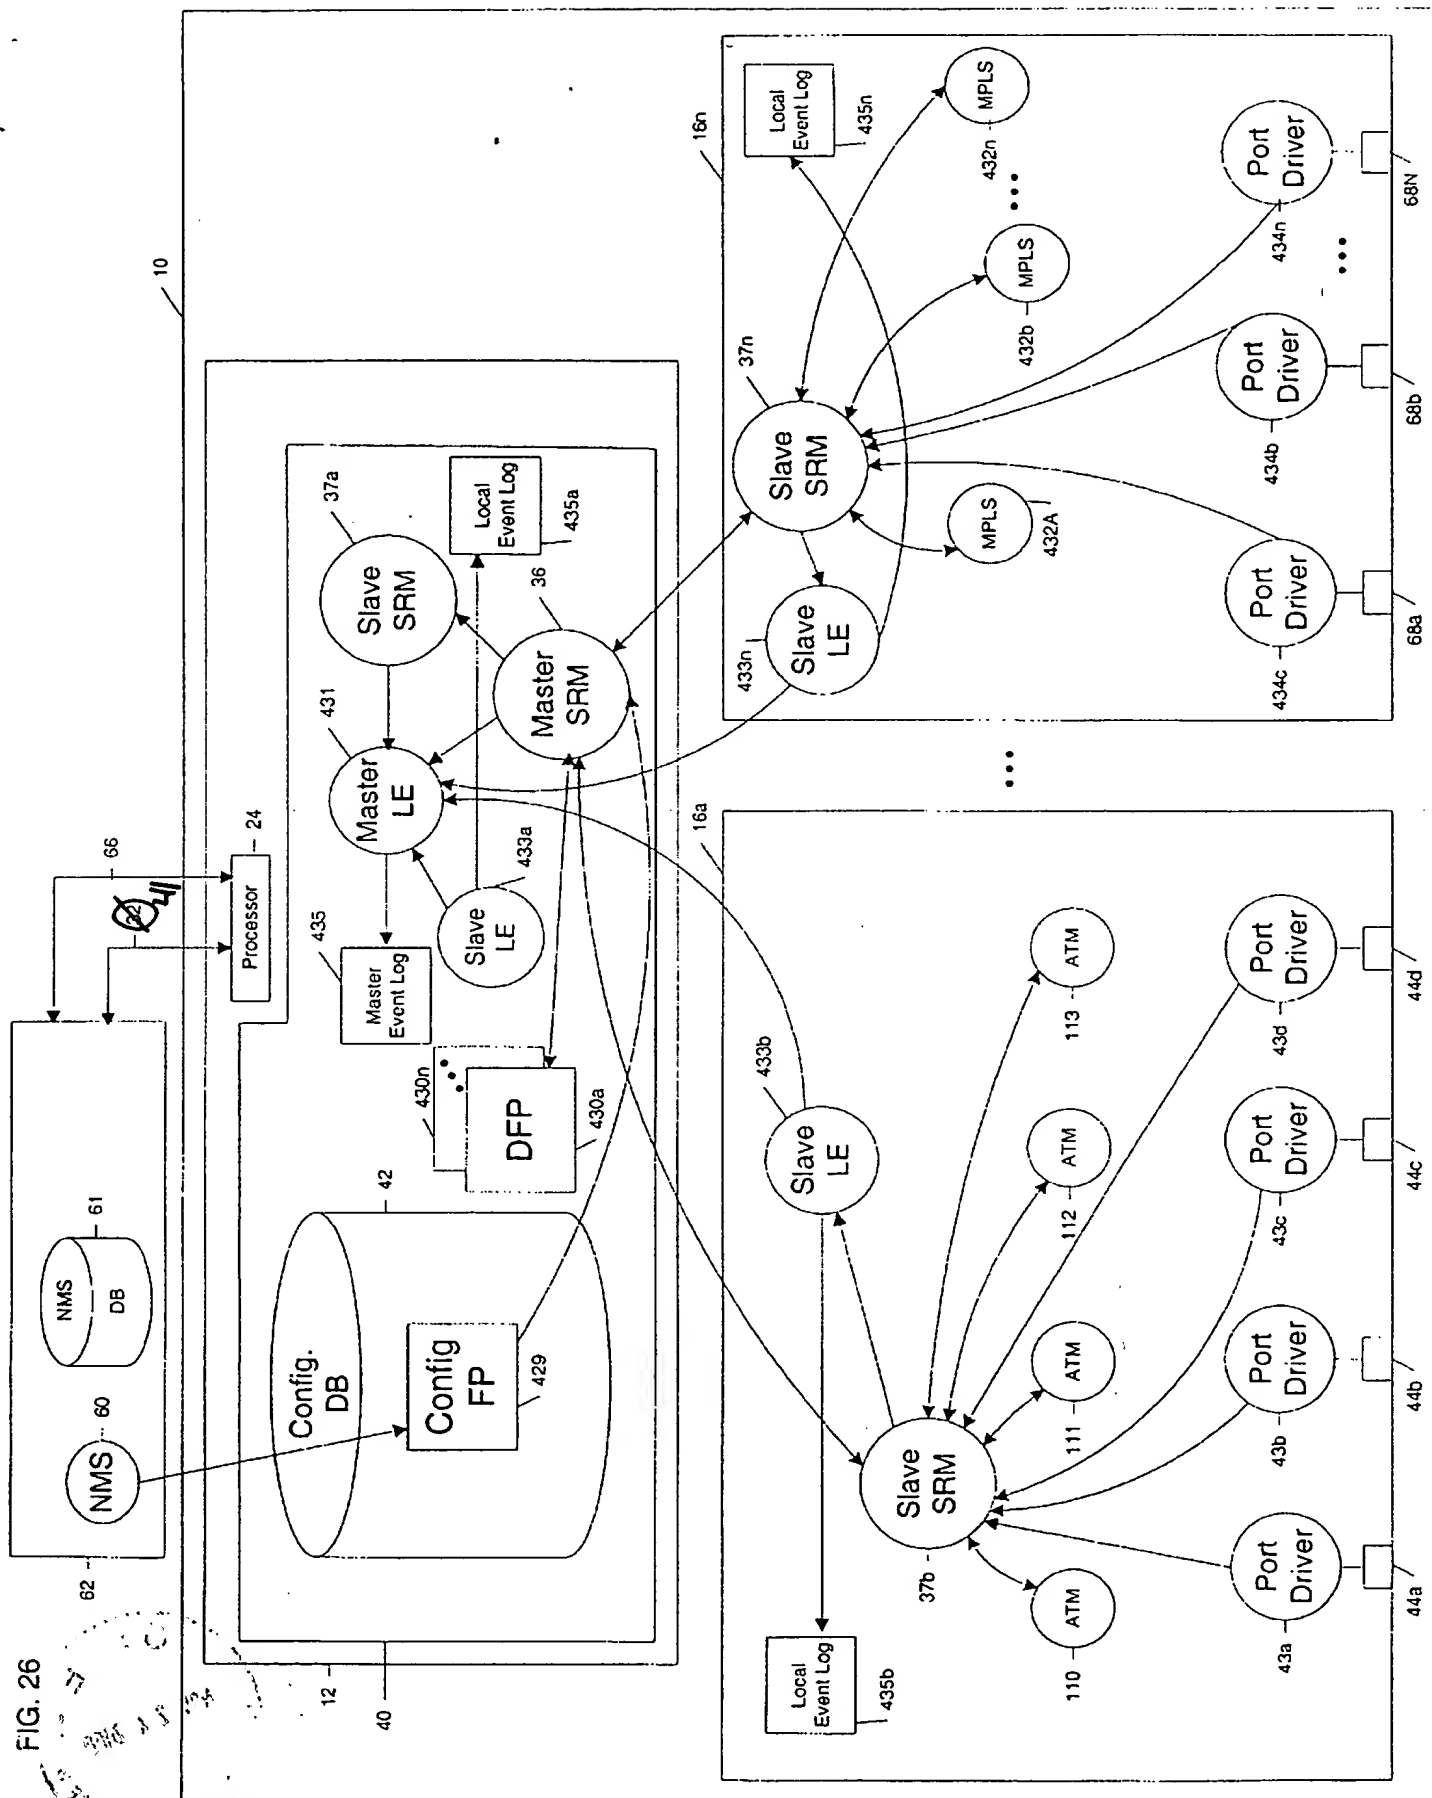 FIG. 26
62
NMS
60
NMS
DB
61
41
66
10
12
40
Processor
24
Config.
DB
42
Config
FP
429
DFP
430a
430n
Master
Event Log
435
Slave
LE
433a
Master
LE
431
Slave
SRM
37a
Local
Event Log
435a
Master
SRM
36
16a
Local
Event Log
435b
Slave
LE
433b
Slave
SRM
37b
ATM
110
ATM
111
ATM
112
ATM
113
Port
Driver
43a
Port
Driver
43b
Port
Driver
43c
Port
Driver
43d
44a
44b
44c
44d
16n
Slave
LE
433n
Slave
SRM
37n
Local
Event Log
435n
MPLS
432A
MPLS
432b
MPLS
432n
Port
Driver
434c
Port
Driver
434b
Port
Driver
434n
68a
68b
68N